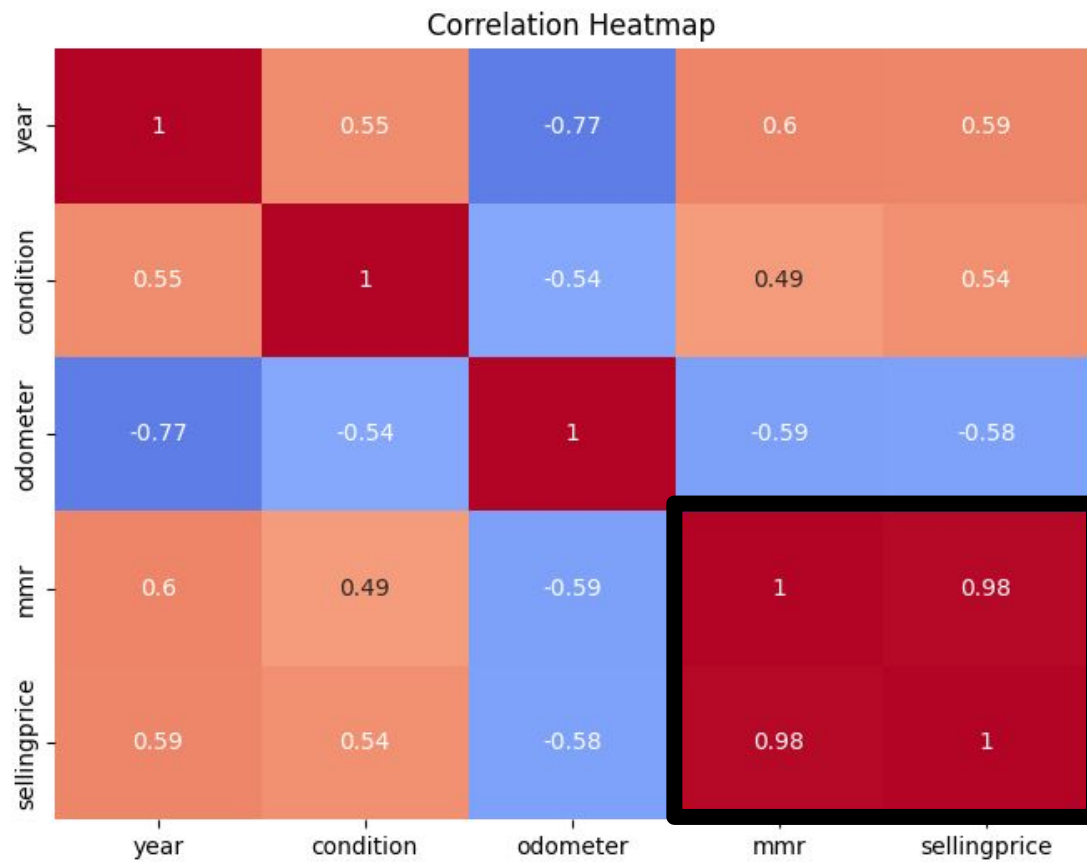 Correlation Heatmap
year 1 0.55 -0.77 0.6 0.59
condition 0.55 1 -0.54 0.49 0.54
odometer -0.77 -0.54 1 -0.59 -0.58
mmr 0.6 0.49 -0.59 1 0.98
sellingprice 0.59 0.54 -0.58 0.98 1
year condition odometer mmr sellingprice